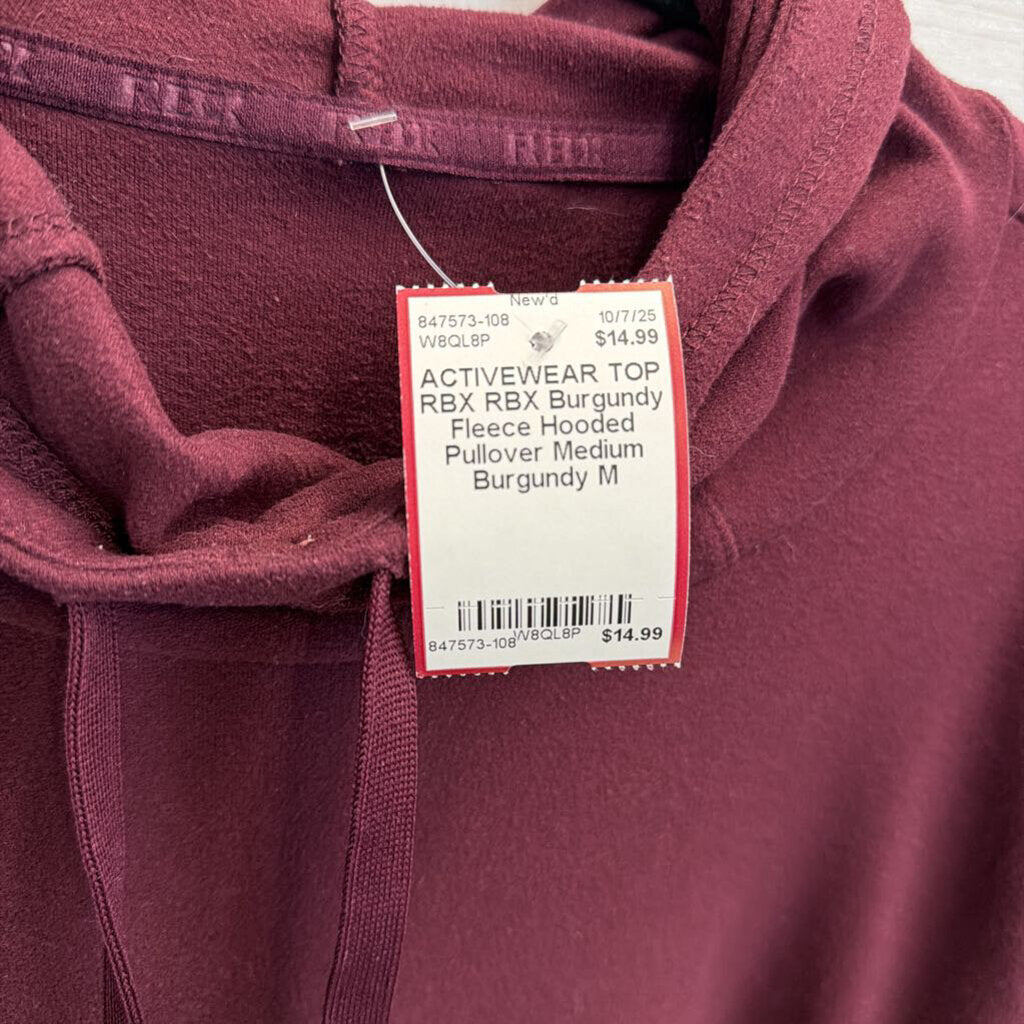 RBX RBX RBX
New'd
847573-108 10/7/25
W8QL8P $14.99
ACTIVEWEAR TOP
RBX RBX Burgundy
Fleece Hooded
Pullover Medium
Burgundy M
847573-108 W8QL8P $14.99